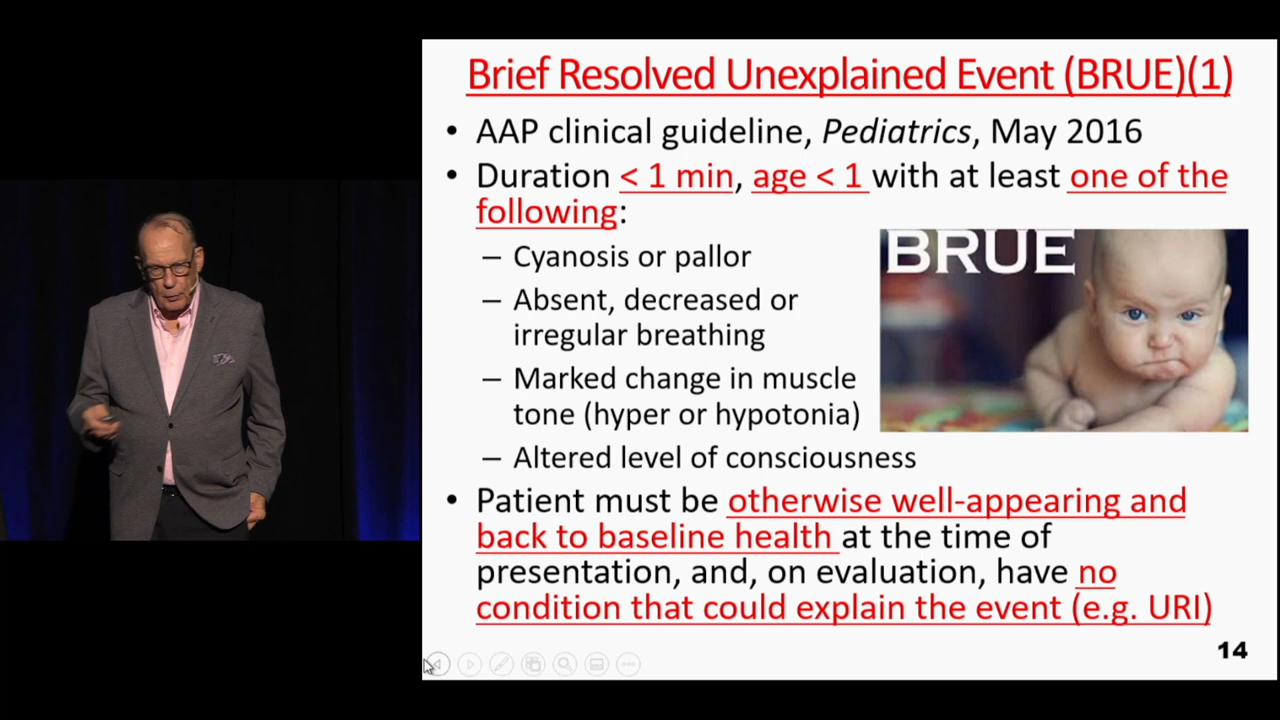 Brief Resolved Unexplained Event (BRUE)(1)
• AAP clinical guideline, Pediatrics, May 2016
• Duration < 1 min, age < 1 with at least one of the
following:
– Cyanosis or pallor
– Absent, decreased or
irregular breathing
– Marked change in muscle
tone (hyper or hypotonia)
– Altered level of consciousness
BRUE
• Patient must be otherwise well-appearing and
back to baseline health at the time of
presentation, and, on evaluation, have no
condition that could explain the event (e.g. URI)
14